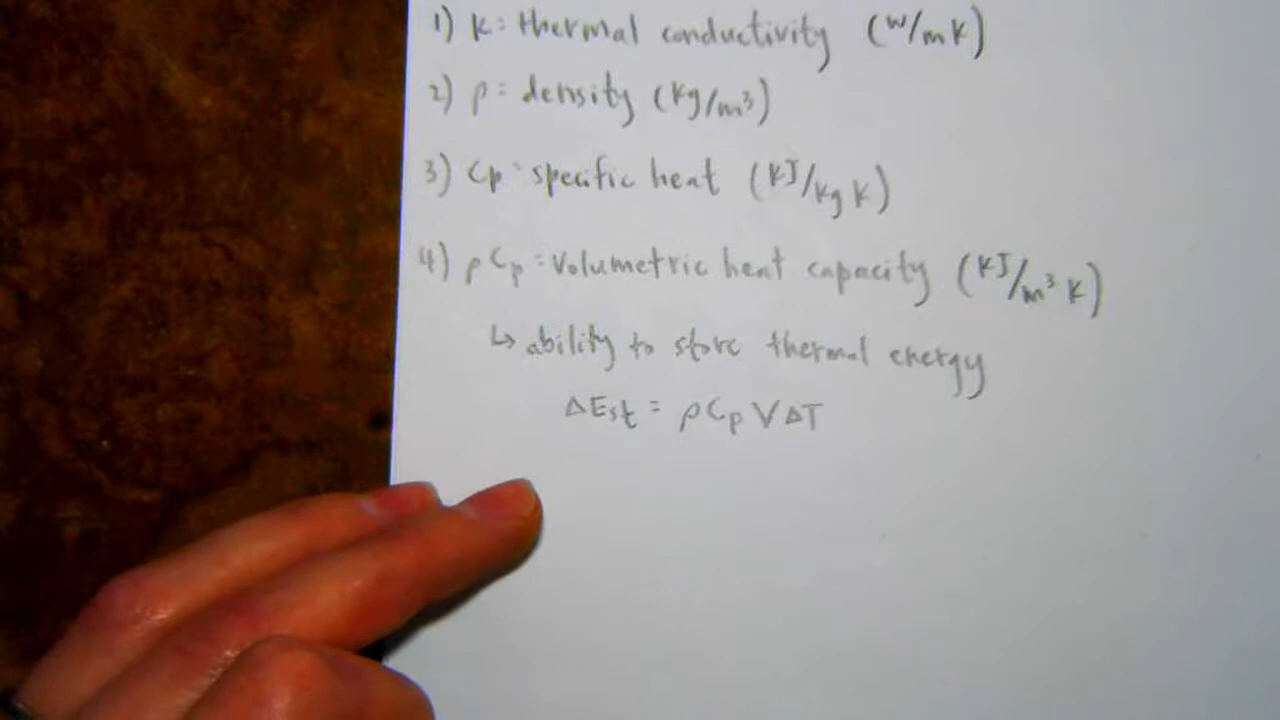 1) k: thermal conductivity (W/mK)
2) ρ: density (kg/m³)
3) Cp: specific heat (kJ/kg K)
4) ρCp: volumetric heat capacity (kJ/m³ K)
↳ ability to store thermal energy
ΔEst = ρCpVΔT